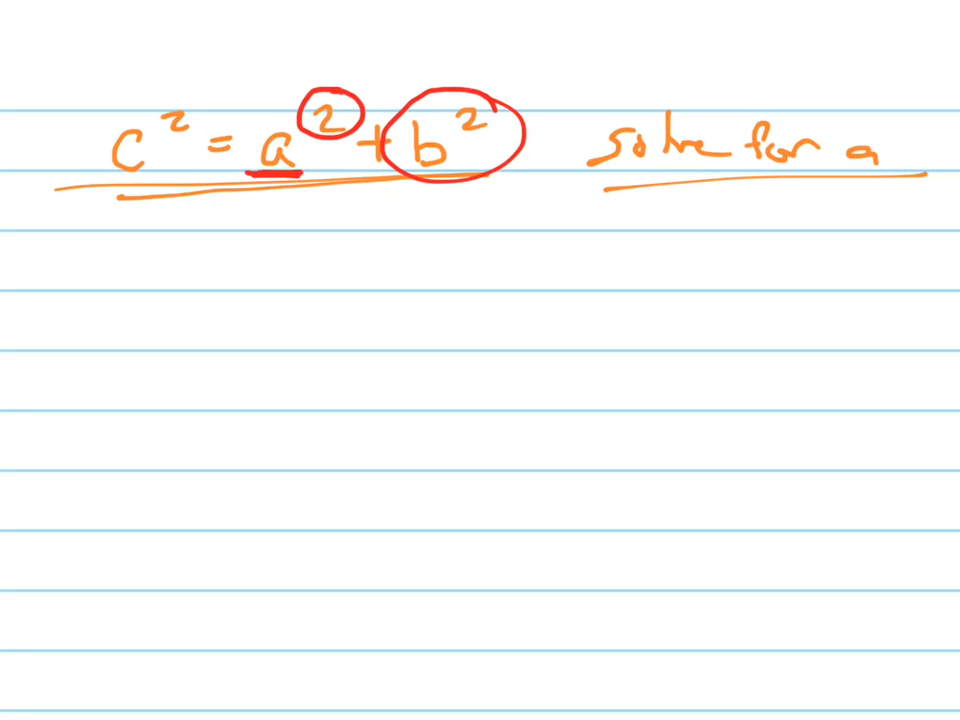 c² = a² + b² solve for a